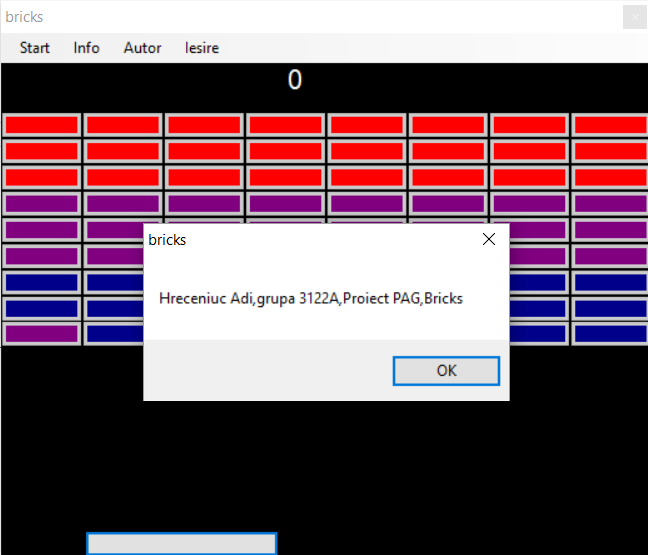 bricks
Start Info Autor Iesire
0
bricks
Hreceniuc Adi,grupa 3122A,Proiect PAG,Bricks
OK